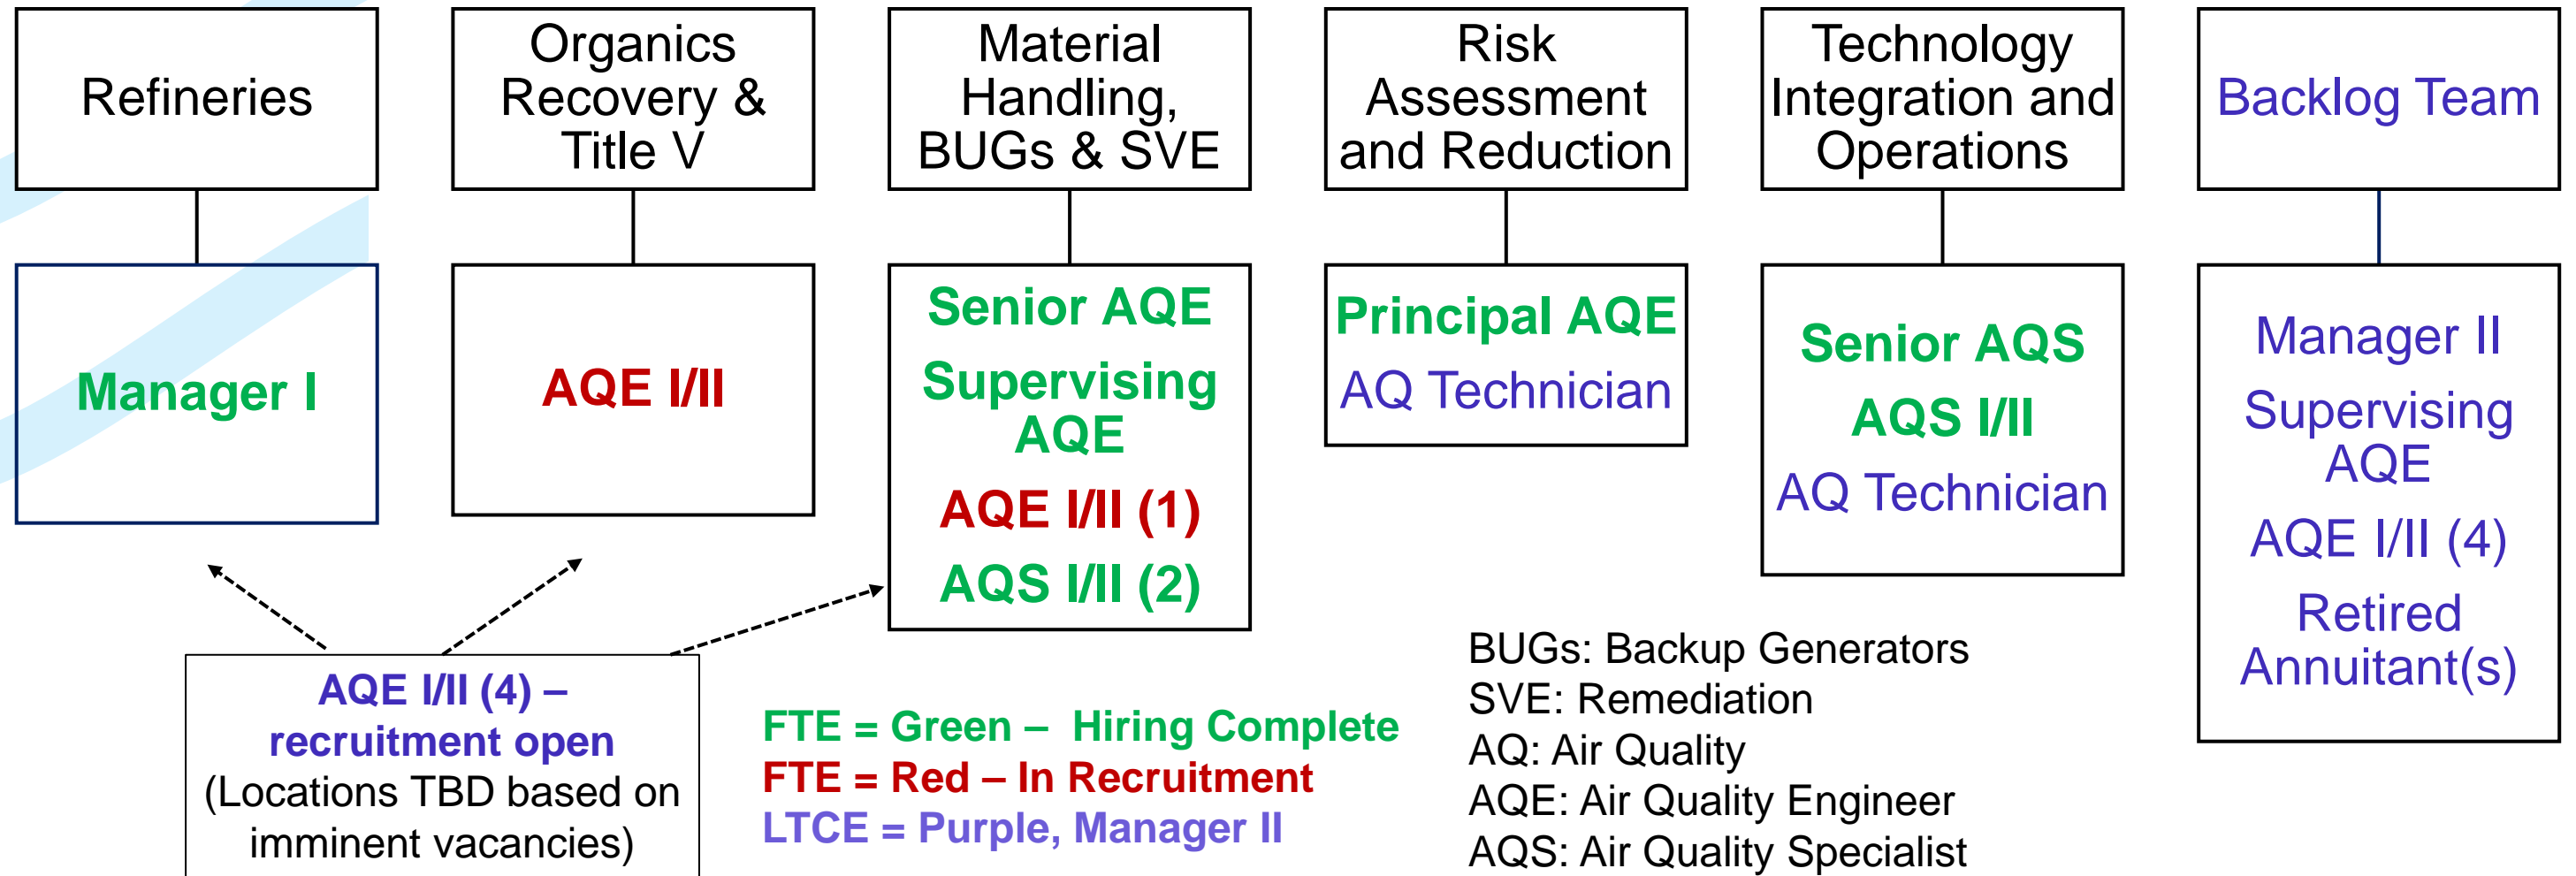 Refineries
Organics
Recovery &
Title V
Material
Handling,
BUGs & SVE
Risk
Assessment
and Reduction
Technology
Integration and
Operations
Backlog Team
Manager I
AQE I/II
Senior AQE
Supervising
AQE
AQE I/II (1)
AQS I/II (2)
Principal AQE
AQ Technician
Senior AQS
AQS I/II
AQ Technician
Manager II
Supervising
AQE
AQE I/II (4)
Retired
Annuitant(s)
AQE I/II (4) –
recruitment open
(Locations TBD based on
imminent vacancies)
FTE = Green – Hiring Complete
FTE = Red – In Recruitment
LTCE = Purple, Manager II
BUGs: Backup Generators
SVE: Remediation
AQ: Air Quality
AQE: Air Quality Engineer
AQS: Air Quality Specialist